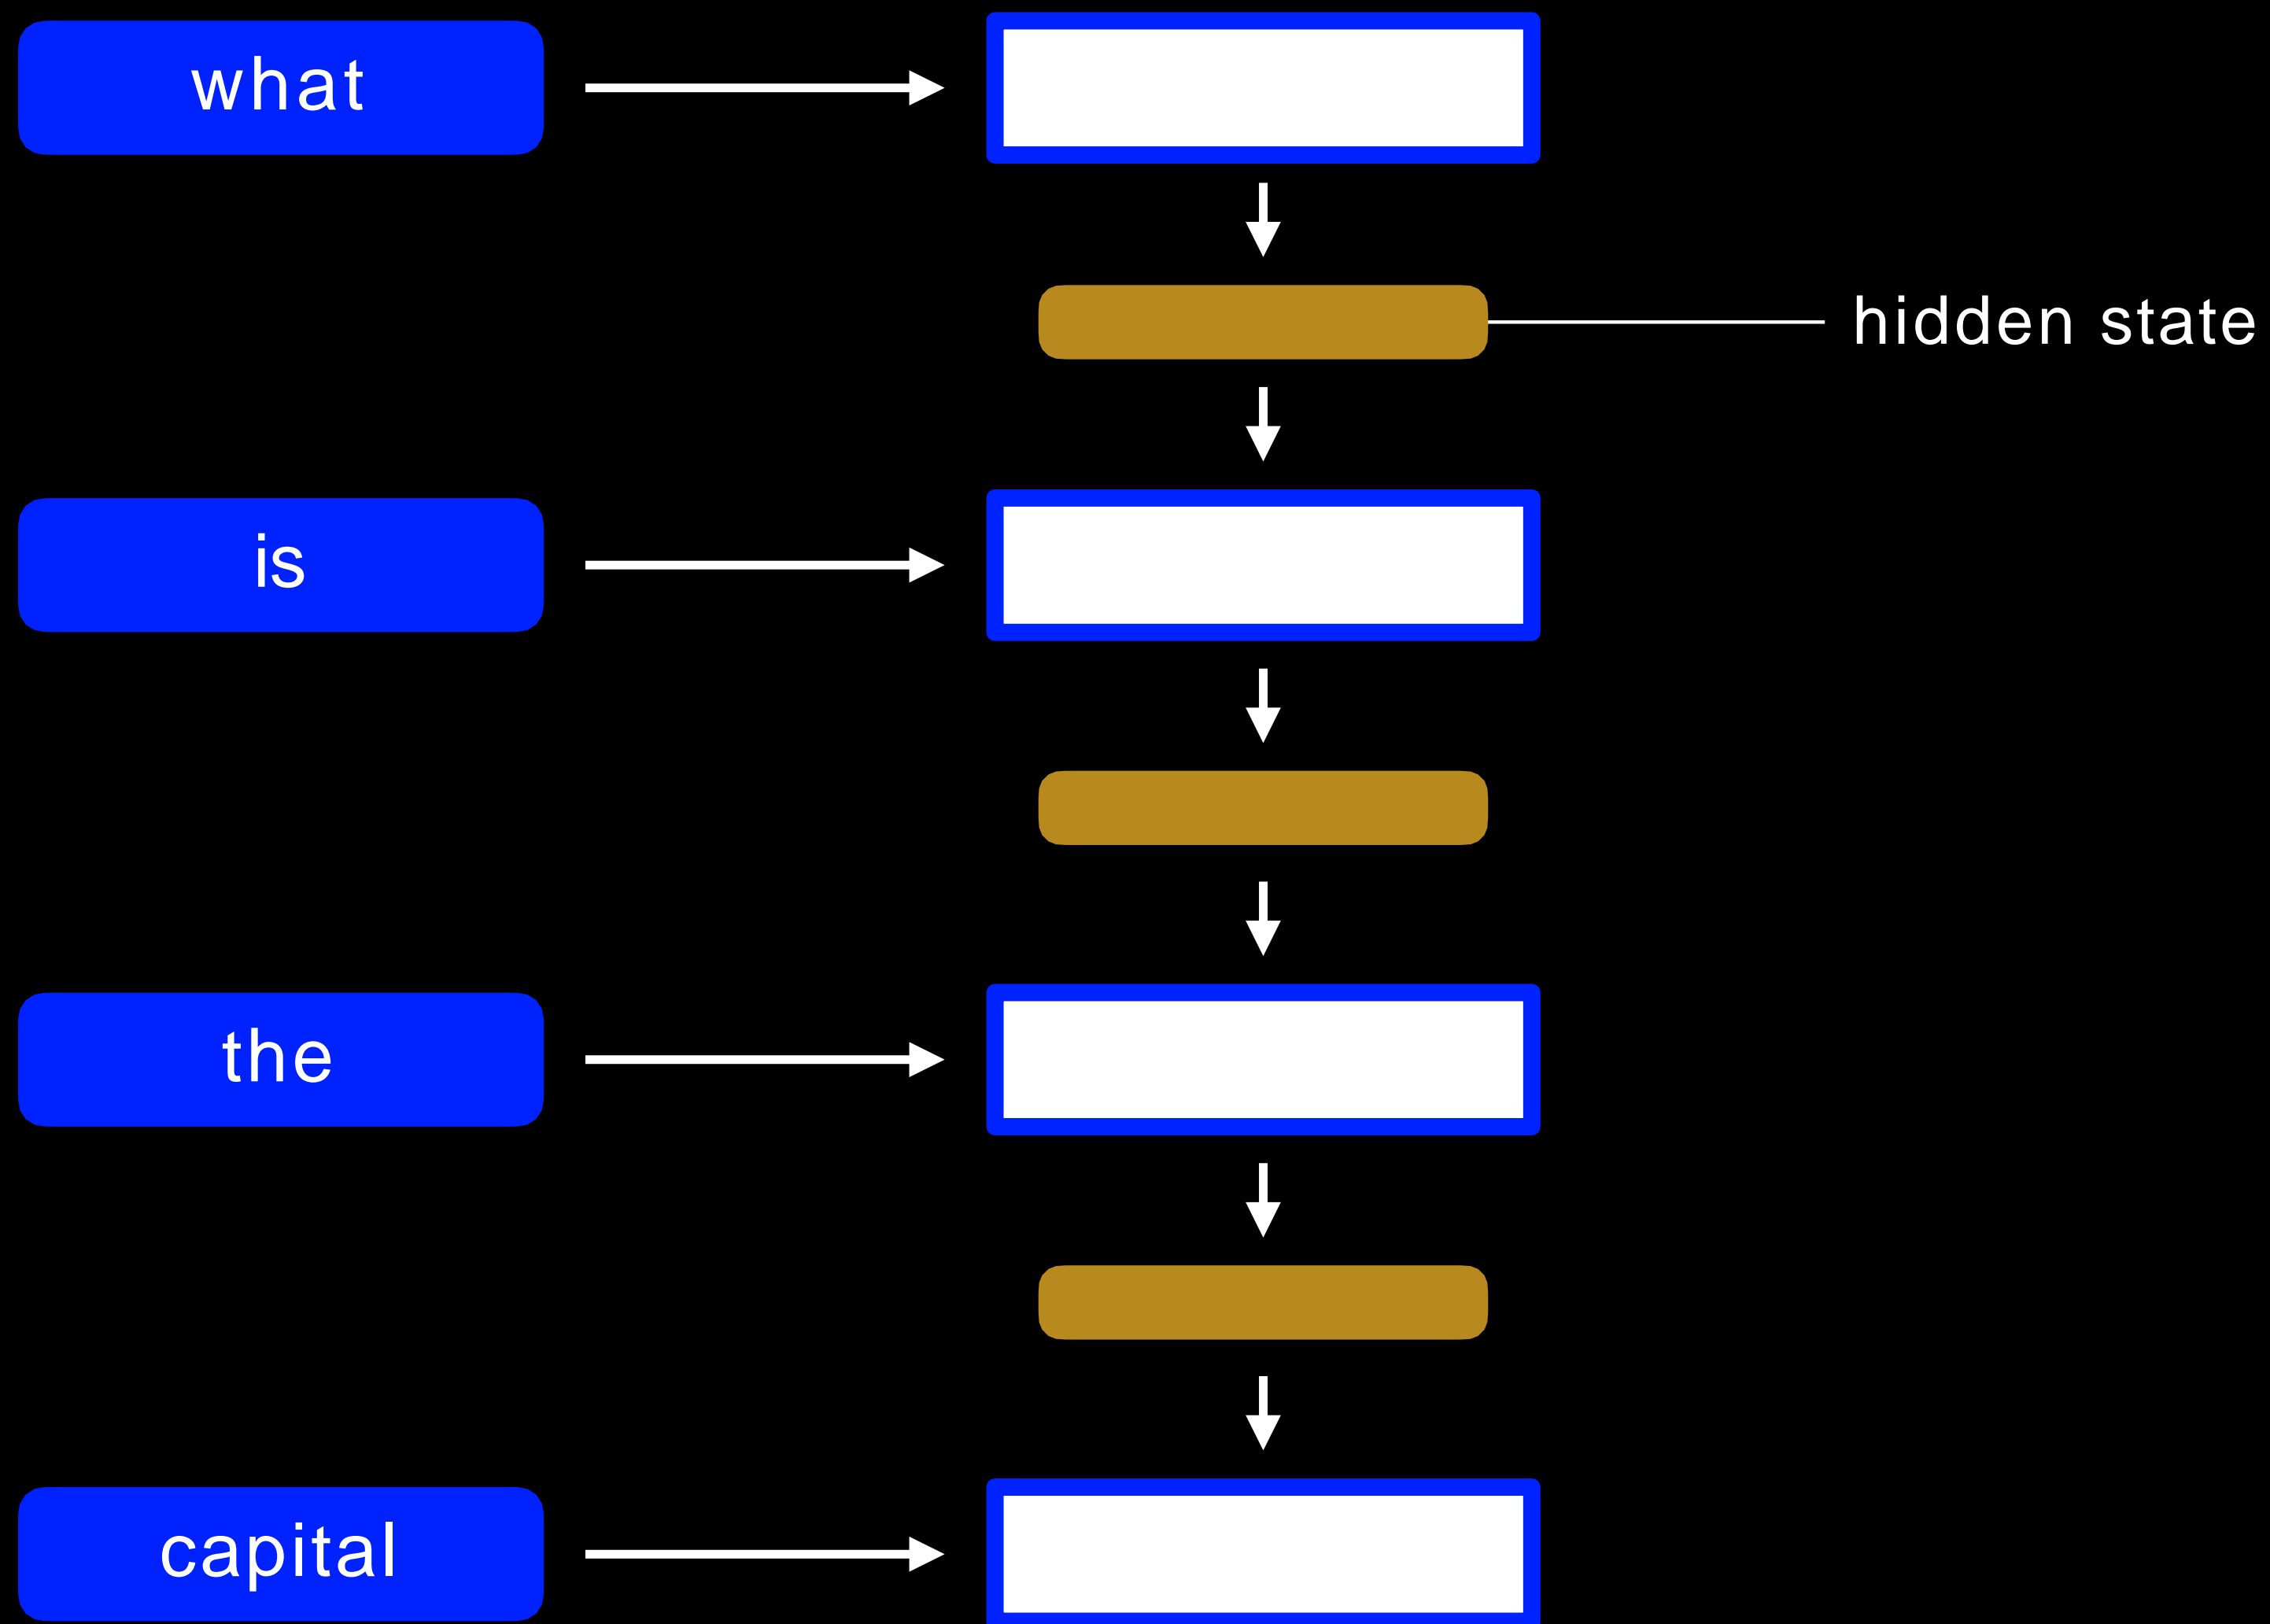 what
hidden state
is
the
capital